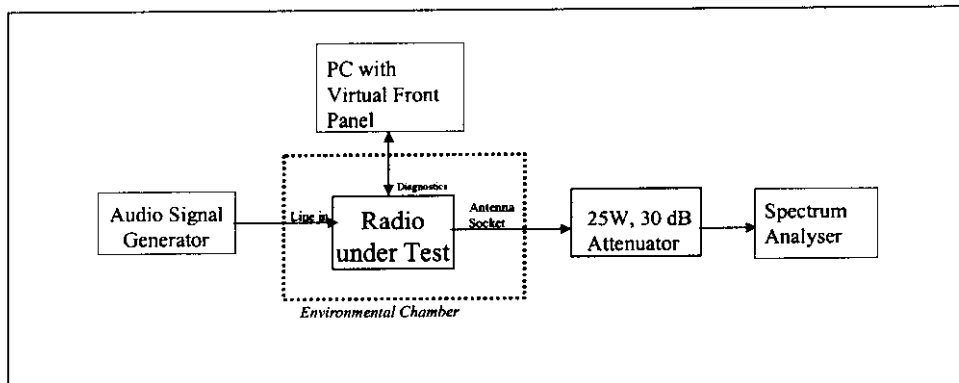 PC with
Virtual Front
Panel
Diagnostics
Audio Signal
Generator
Line in
Radio
under Test
Antenna
Socket
25W, 30 dB
Attenuator
Spectrum
Analyser
Environmental Chamber